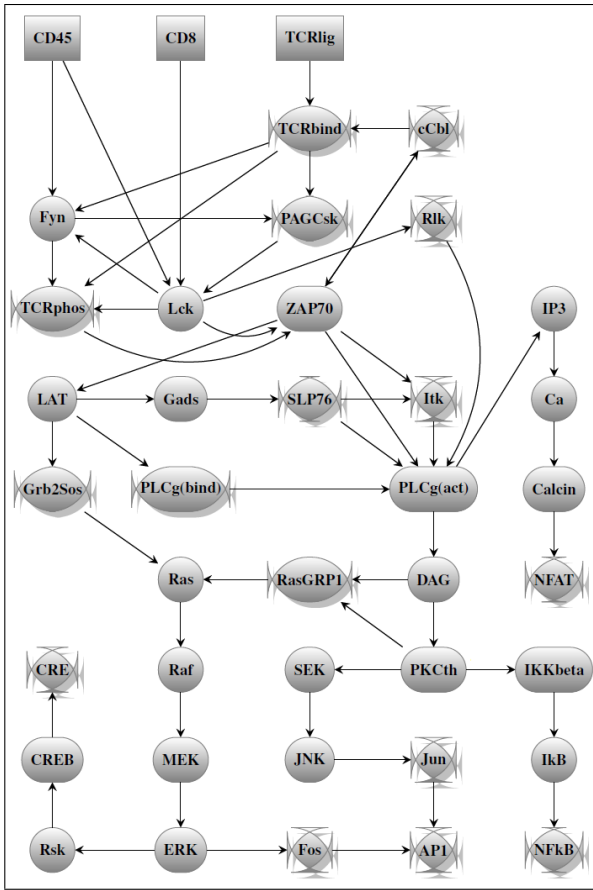 CD45
CD8
TCRlig
TCRbind
cCbl
Fyn
PAGCsk
Rlk
TCRphos
Lck
ZAP70
IP3
LAT
Gads
SLP76
Itk
Ca
Grb2Sos
PLCg(bind)
PLCg(act)
Calcin
Ras
RasGRP1
DAG
NFAT
CRE
Raf
SEK
PKCth
IKKbeta
CREB
MEK
JNK
Jun
IkB
Rsk
ERK
Fos
AP1
NFkB